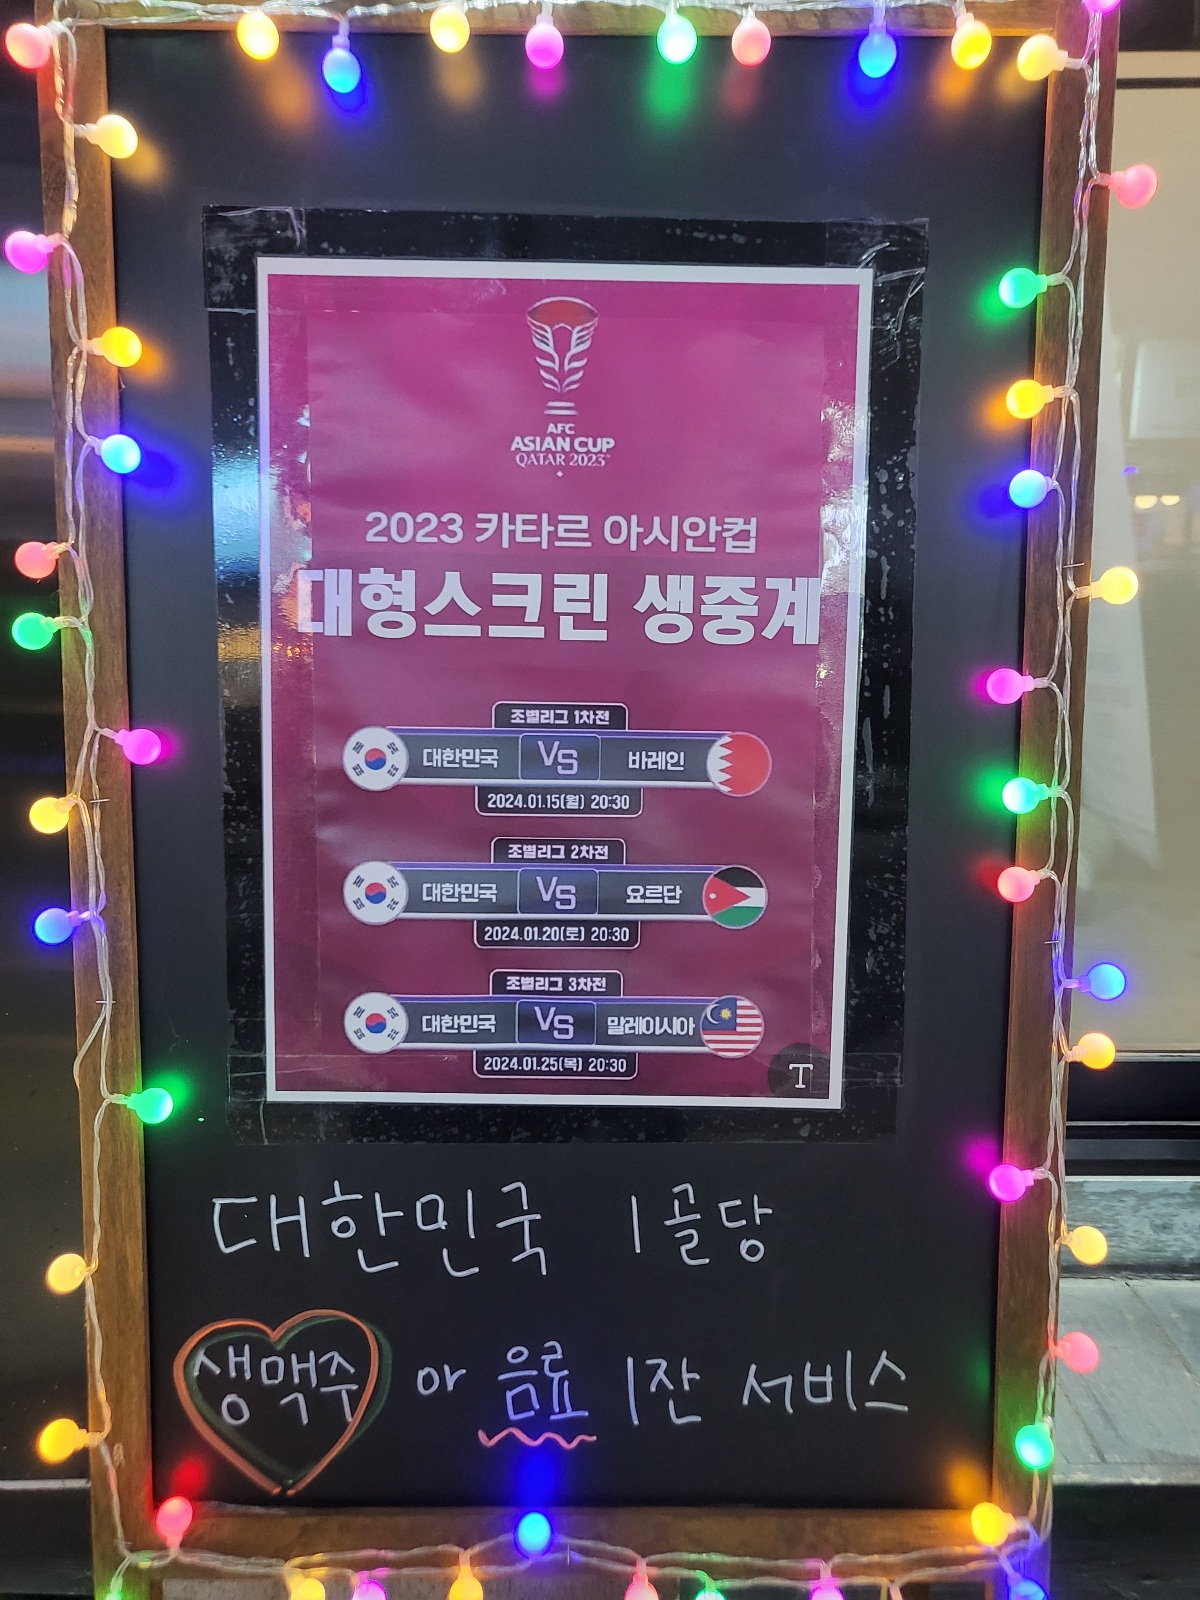 AFC
ASIAN CUP
QATAR 2023™
2023 카타르 아시안컵
대형스크린 생중계
조별리그 1차전
대한민국 VS 바레인
2024.01.15(월) 20:30
조별리그 2차전
대한민국 VS 요르단
2024.01.20(토) 20:30
조별리그 3차전
대한민국 VS 말레이시아
2024.01.25(목) 20:30
T
대한민국 1골당
생맥주 or 음료 1잔 서비스